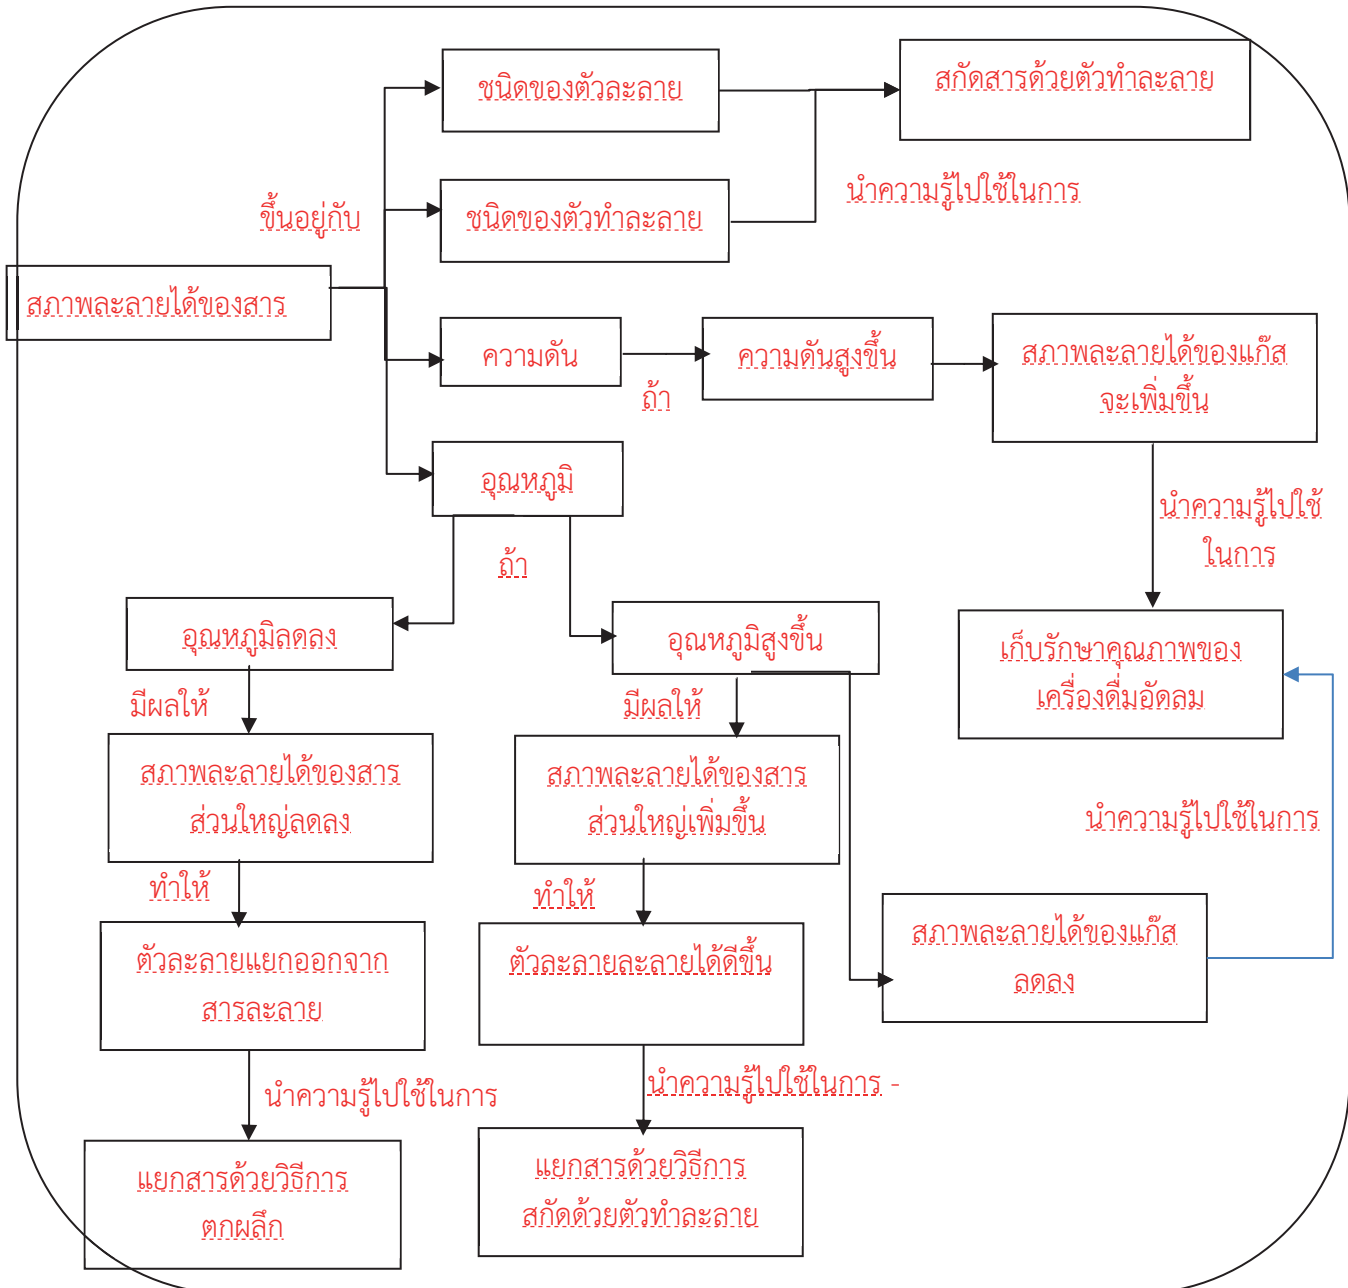 ชนิดของตัวละลาย
สกัดสารด้วยตัวทำละลาย
นำความรู้ไปใช้ในการ
ขึ้นอยู่กับ
ชนิดของตัวทำละลาย
สภาพละลายได้ของสาร
ความดัน
ถ้า
ความดันสูงขึ้น
สภาพละลายได้ของแก๊ส
จะเพิ่มขึ้น
อุณหภูมิ
นำความรู้ไปใช้
ในการ
ถ้า
อุณหภูมิลดลง
อุณหภูมิสูงขึ้น
เก็บรักษาคุณภาพของ
เครื่องดื่มอัดลม
มีผลให้
มีผลให้
สภาพละลายได้ของสาร
ส่วนใหญ่ลดลง
สภาพละลายได้ของสาร
ส่วนใหญ่เพิ่มขึ้น
นำความรู้ไปใช้ในการ
ทำให้
ทำให้
ตัวละลายแยกออกจาก
สารละลาย
ตัวละลายละลายได้ดีขึ้น
สภาพละลายได้ของแก๊ส
ลดลง
นำความรู้ไปใช้ในการ
นำความรู้ไปใช้ในการ -
แยกสารด้วยวิธีการ
ตกผลึก
แยกสารด้วยวิธีการ
สกัดด้วยตัวทำละลาย